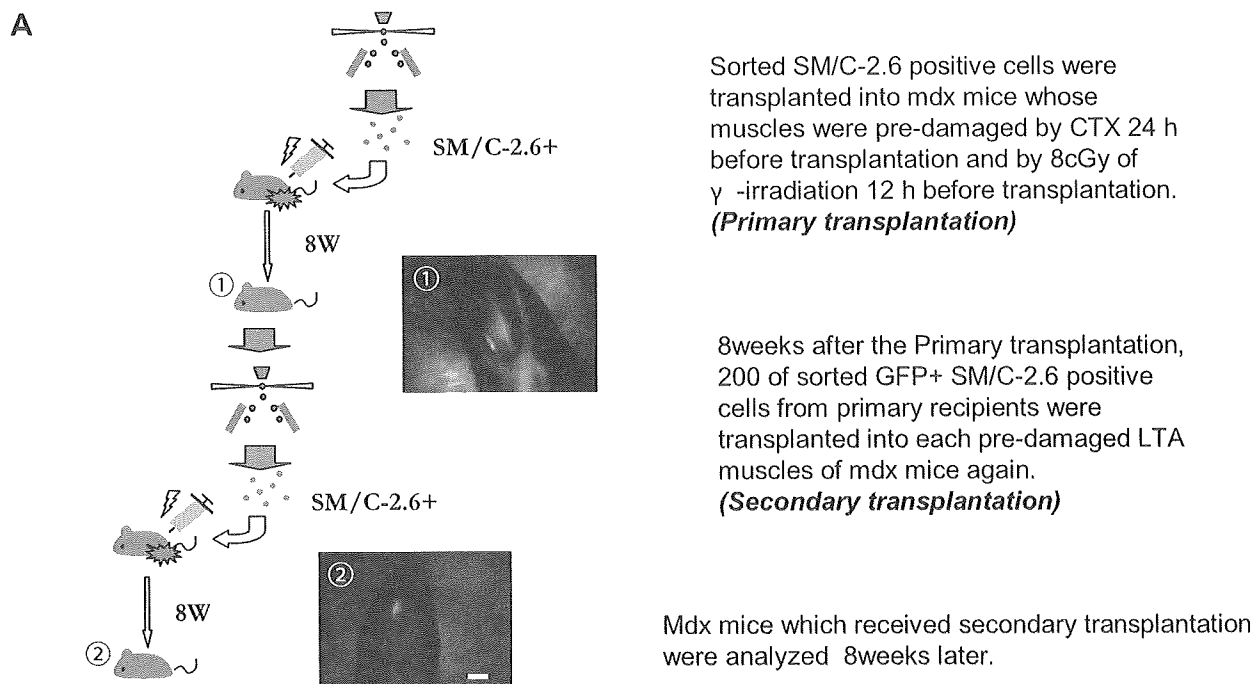 A
Sorted SM/C-2.6 positive cells were
transplanted into mdx mice whose
muscles were pre-damaged by CTX 24 h
before transplantation and by 8cGy of
γ -irradiation 12 h before transplantation.
(Primary transplantation)
SM/C-2.6+
8W
①
①
8weeks after the Primary transplantation,
200 of sorted GFP+ SM/C-2.6 positive
cells from primary recipients were
transplanted into each pre-damaged LTA
muscles of mdx mice again.
(Secondary transplantation)
SM/C-2.6+
②
8W
②
Mdx mice which received secondary transplantation
were analyzed 8weeks later.